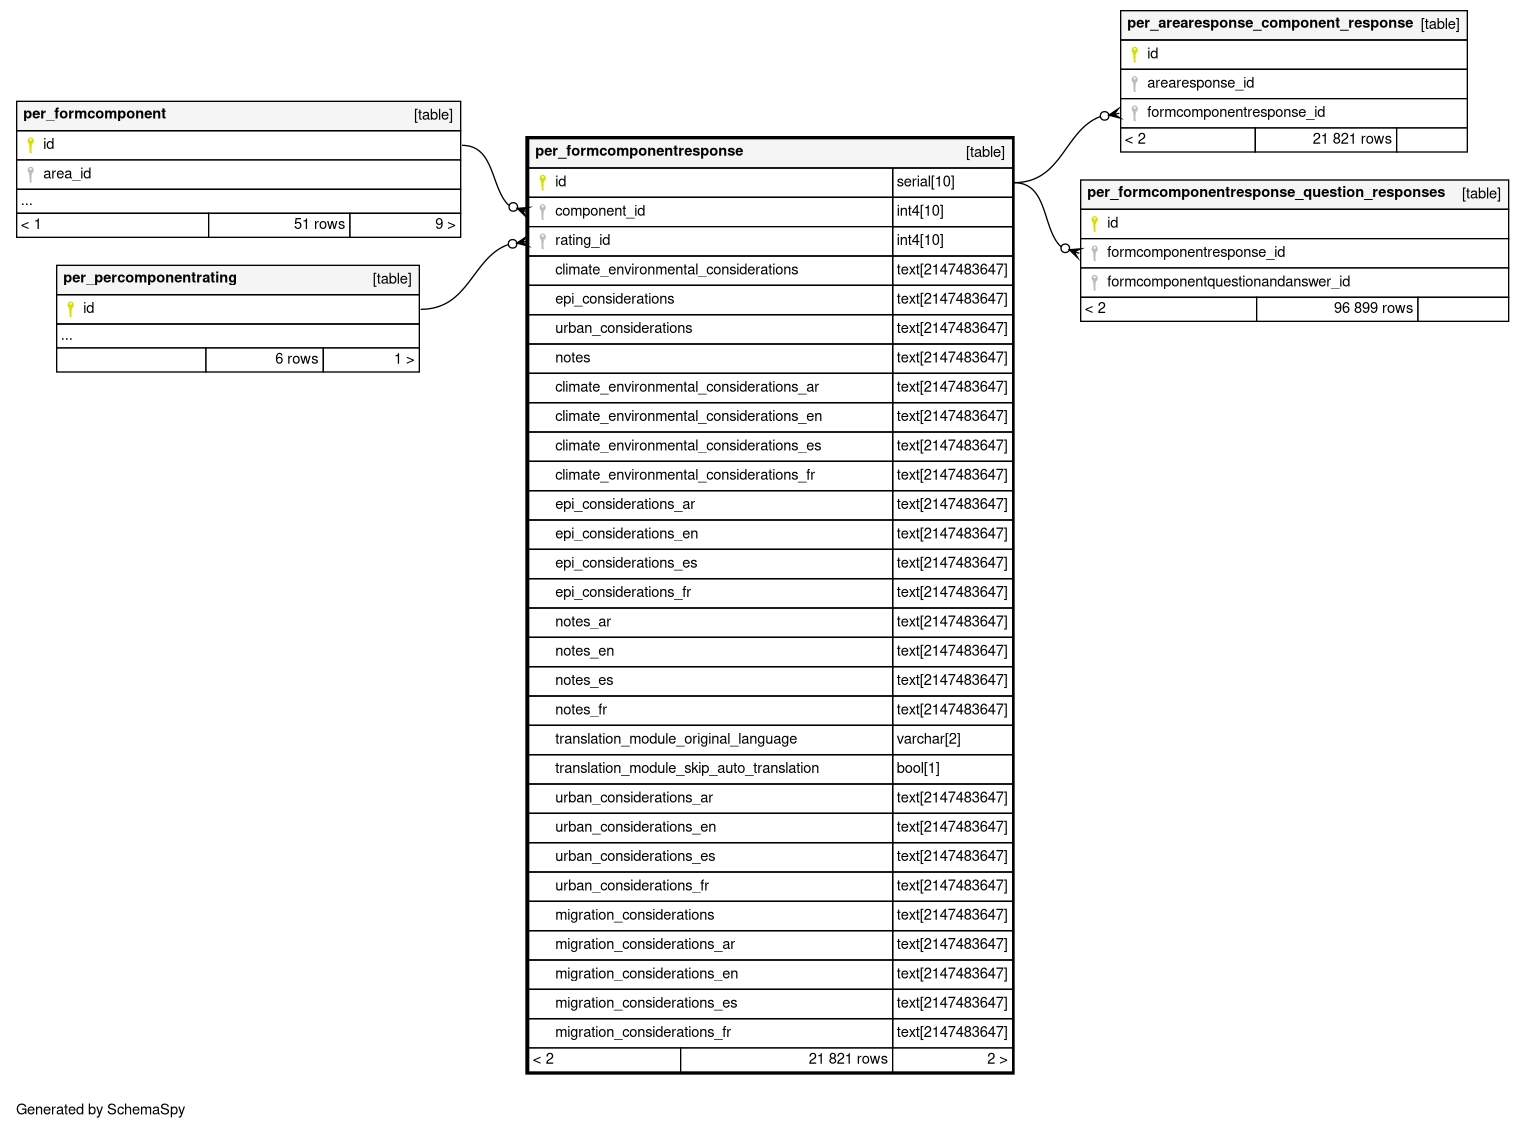 per_arearesponse_component_response [table]
id
arearesponse_id
formcomponentresponse_id
< 2 21 821 rows
per_formcomponent [table]
id
area_id
...
< 1 51 rows 9 >
per_percomponentrating [table]
id
...
6 rows 1 >
per_formcomponentresponse [table]
id serial[10]
component_id int4[10]
rating_id int4[10]
climate_environmental_considerations text[2147483647]
epi_considerations text[2147483647]
urban_considerations text[2147483647]
notes text[2147483647]
climate_environmental_considerations_ar text[2147483647]
climate_environmental_considerations_en text[2147483647]
climate_environmental_considerations_es text[2147483647]
climate_environmental_considerations_fr text[2147483647]
epi_considerations_ar text[2147483647]
epi_considerations_en text[2147483647]
epi_considerations_es text[2147483647]
epi_considerations_fr text[2147483647]
notes_ar text[2147483647]
notes_en text[2147483647]
notes_es text[2147483647]
notes_fr text[2147483647]
translation_module_original_language varchar[2]
translation_module_skip_auto_translation bool[1]
urban_considerations_ar text[2147483647]
urban_considerations_en text[2147483647]
urban_considerations_es text[2147483647]
urban_considerations_fr text[2147483647]
migration_considerations text[2147483647]
migration_considerations_ar text[2147483647]
migration_considerations_en text[2147483647]
migration_considerations_es text[2147483647]
migration_considerations_fr text[2147483647]
< 2 21 821 rows 2 >
per_formcomponentresponse_question_responses [table]
id
formcomponentresponse_id
formcomponentquestionandanswer_id
< 2 96 899 rows
Generated by SchemaSpy